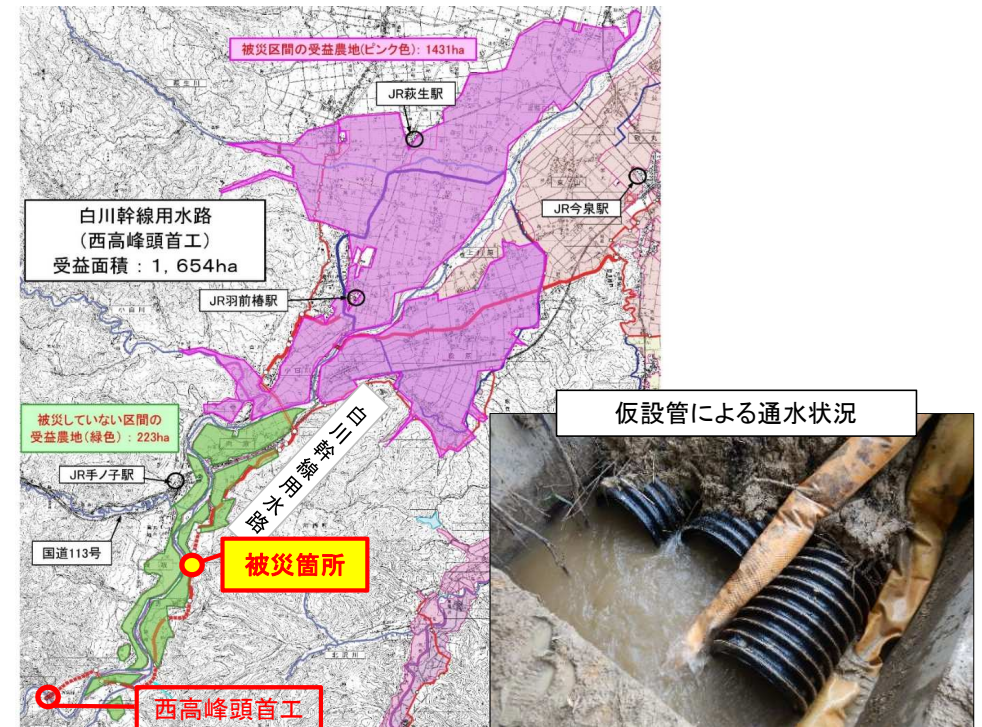 被災区間の受益農地(ピンク色): 1431ha
JR萩生駅
JR今泉駅
白川幹線用水路
(西高峰頭首工)
受益面積 : 1, 654ha
JR羽前椿駅
被災していない区間の
受益農地(緑色) : 223ha
白川幹線用水路
JR手ノ子駅
国道113号
被災箇所
西高峰頭首工
仮設管による通水状況